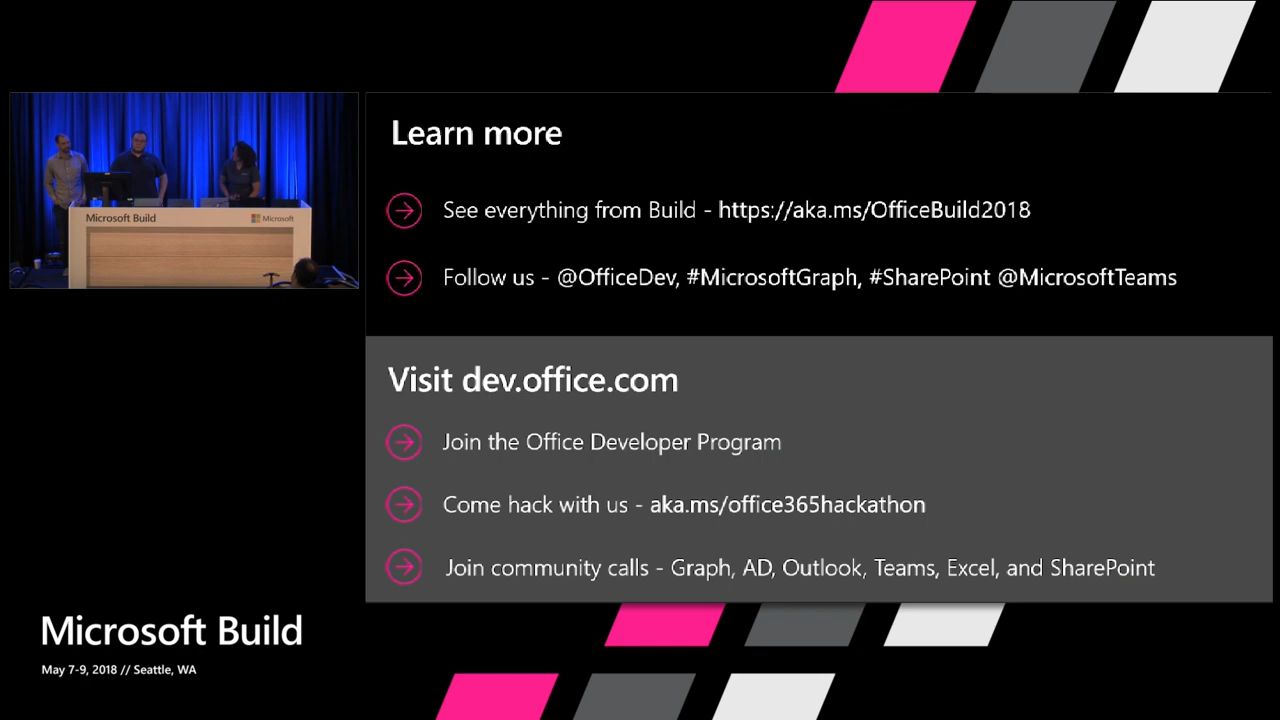 Microsoft Build
Microsoft
Learn more
See everything from Build - https://aka.ms/OfficeBuild2018
Follow us - @OfficeDev, #MicrosoftGraph, #SharePoint @MicrosoftTeams
Visit dev.office.com
Join the Office Developer Program
Come hack with us - aka.ms/office365hackathon
Join community calls - Graph, AD, Outlook, Teams, Excel, and SharePoint
Microsoft Build
May 7-9, 2018 // Seattle, WA